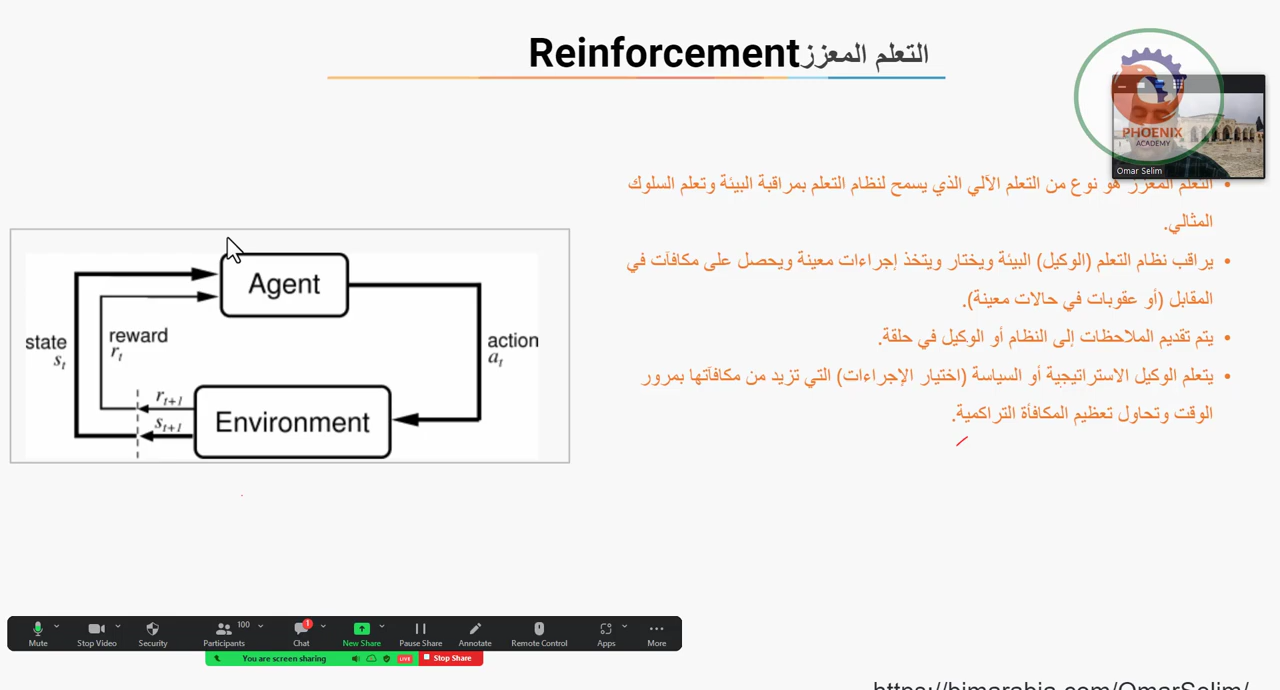 التعلم المعزز Reinforcement
PHOENIX
ACADEMY
Omar Selim
• التعلم المعزز هو نوع من التعلم الآلي الذي يسمح لنظام التعلم بمراقبة البيئة وتعلم السلوك
المثالي.
• يراقب نظام التعلم (الوكيل) البيئة ويختار ويتخذ إجراءات معينة ويحصل على مكافآت في
المقابل (أو عقوبات في حالات معينة).
• يتم تقديم الملاحظات إلى النظام أو الوكيل في حلقة.
• يتعلم الوكيل الاستراتيجية أو السياسة (اختيار الإجراءات) التي تزيد من مكافآتها بمرور
الوقت وتحاول تعظيم المكافأة التراكمية.
Agent
state
s_t
reward
r_t
action
a_t
r_t+1
s_t+1
Environment
Mute
Stop Video
Security
Participants 100
Chat 1
New Share
Pause Share
Annotate
Remote Control
Apps
More
You are screen sharing
LIVE
Stop Share
https://bimarabia.com/OmarSelim/